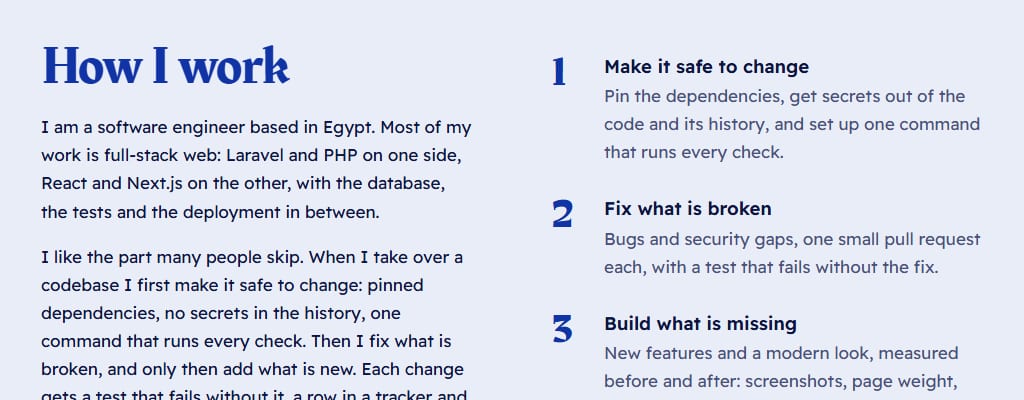 How I work
I am a software engineer based in Egypt. Most of my
work is full-stack web: Laravel and PHP on one side,
React and Next.js on the other, with the database,
the tests and the deployment in between.
I like the part many people skip. When I take over a
codebase I first make it safe to change: pinned
dependencies, no secrets in the history, one
command that runs every check. Then I fix what is
broken, and only then add what is new. Each change
gets a test that fails without it, a row in a tracker and
1
Make it safe to change
Pin the dependencies, get secrets out of the
code and its history, and set up one command
that runs every check.
2
Fix what is broken
Bugs and security gaps, one small pull request
each, with a test that fails without the fix.
3
Build what is missing
New features and a modern look, measured
before and after: screenshots, page weight,